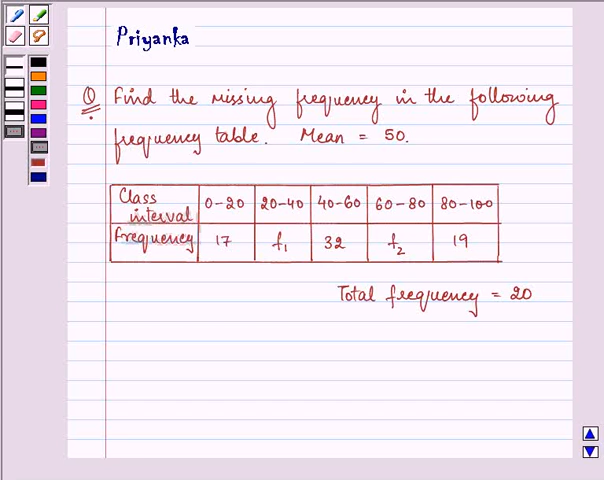 Priyanka
Q Find the missing frequency in the following
frequency table. Mean = 50.
Class interval 0-20 20-40 40-60 60-80 80-100
Frequency 17 f1 32 f2 19
Total frequency = 20